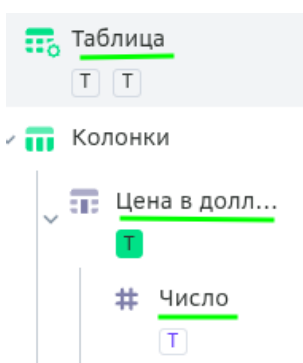 Таблица
T T
Колонки
Цена в долл...
T
# Число
T